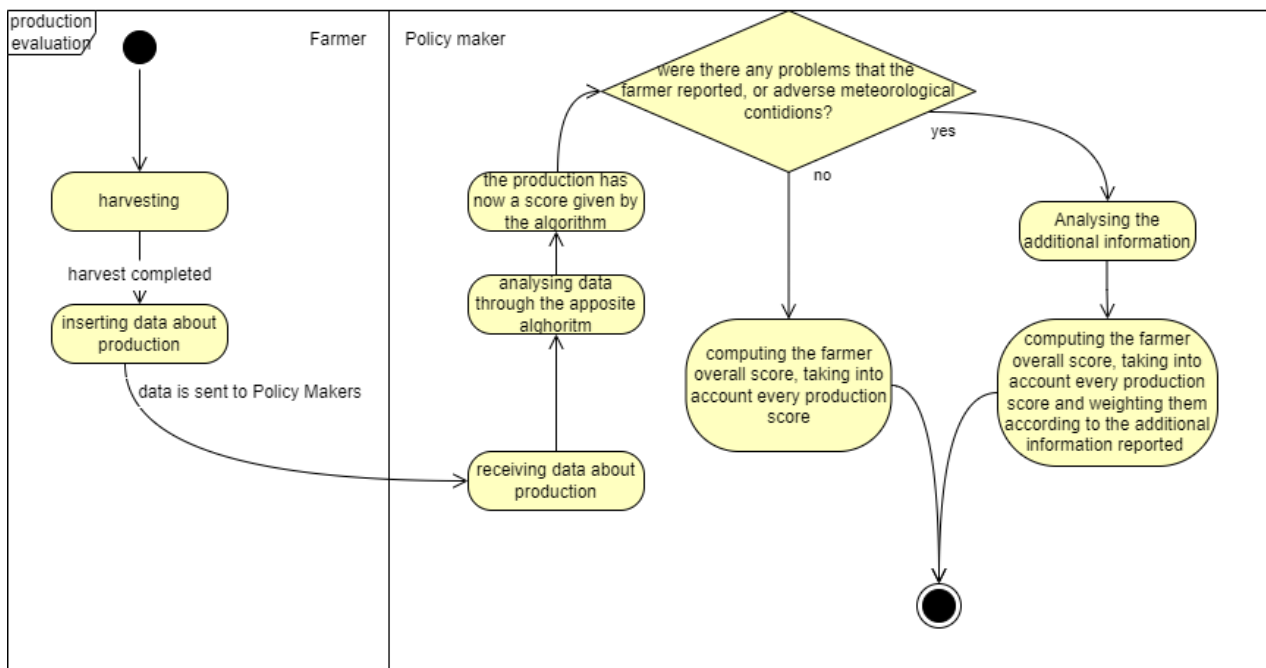 production
evaluation
Farmer
Policy maker
harvesting
harvest completed
inserting data about
production
data is sent to Policy Makers
receiving data about
production
analysing data
through the apposite
alghoritm
the production has
now a score given by
the algorithm
were there any problems that the
farmer reported, or adverse meteorological
contidions?
no
yes
computing the farmer
overall score, taking into
account every production
score
Analysing the
additional information
computing the farmer
overall score, taking into
account every production
score and weighting them
according to the additional
information reported